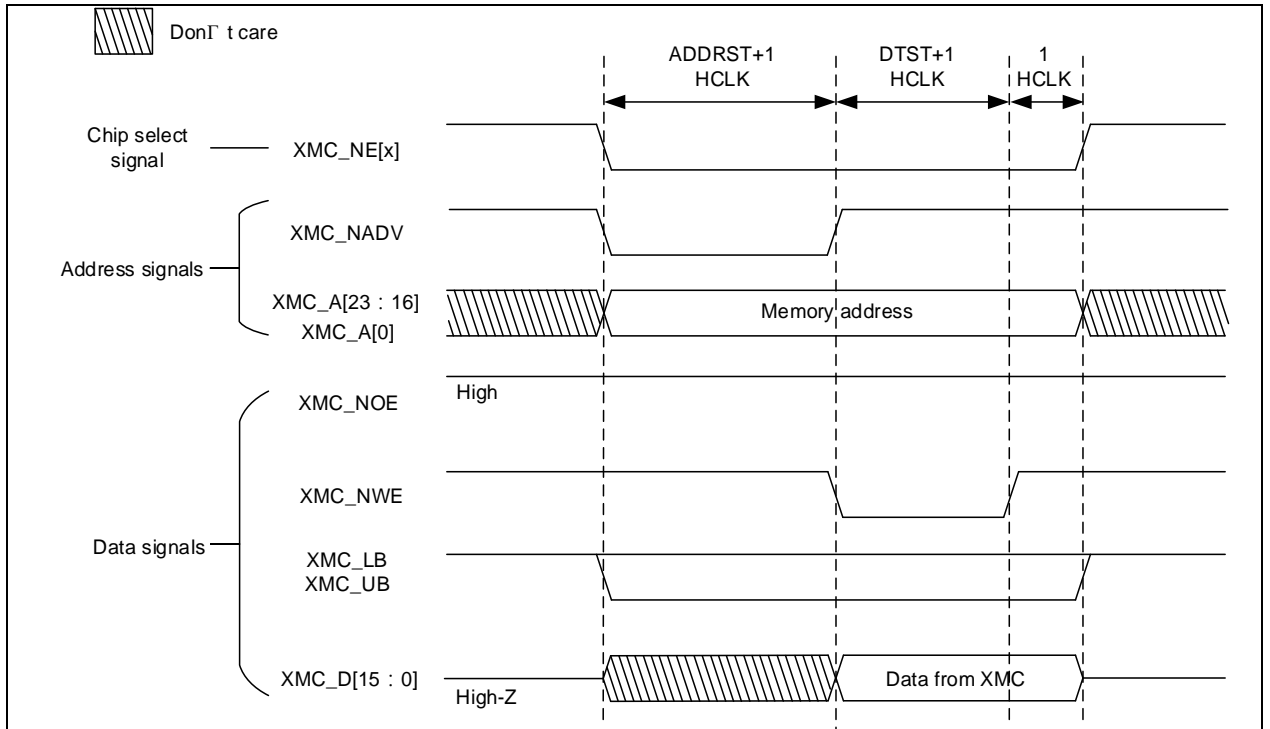 DonΓ t care
ADDRST+1
HCLK
DTST+1
HCLK
1
HCLK
Chip select
signal
XMC_NE[x]
XMC_NADV
Address signals
XMC_A[23：16]
XMC_A[0]
Memory address
High
XMC_NOE
XMC_NWE
Data signals
XMC_LB
XMC_UB
XMC_D[15：0]
High-Z
Data from XMC